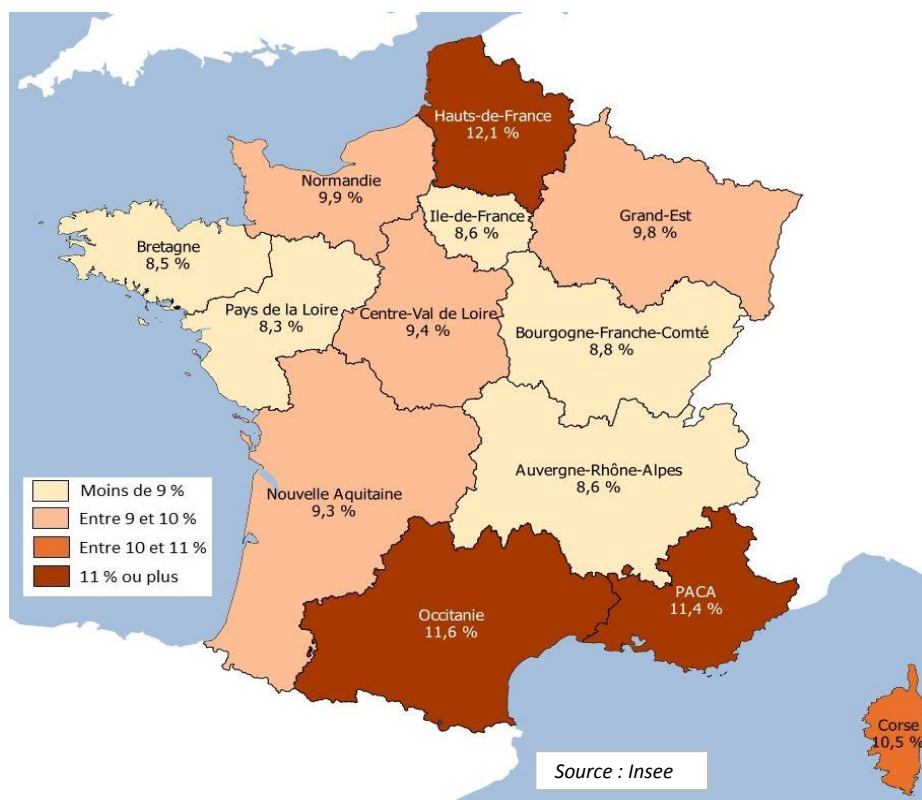 Hauts-de-France
12,1 %
Normandie
9,9 %
Ile-de-France
8,6 %
Grand-Est
9,8 %
Bretagne
8,5 %
Pays de la Loire
8,3 %
Centre-Val de Loire
9,4 %
Bourgogne-Franche-Comté
8,8 %
Auvergne-Rhône-Alpes
8,6 %
Nouvelle Aquitaine
9,3 %
Moins de 9 %
Entre 9 et 10 %
Entre 10 et 11 %
11 % ou plus
PACA
11,4 %
Occitanie
11,6 %
Corse
10,5 %
Source : Insee